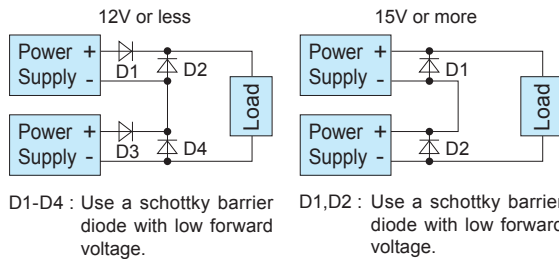 12V or less
Power +
Supply -
D1
D2
Load
Power +
Supply -
D3
D4
D1-D4 : Use a schottky barrier
diode with low forward
voltage.
15V or more
Power +
Supply -
D1
Load
Power +
Supply -
D2
D1,D2 : Use a schottky barrier
diode with low forward
voltage.